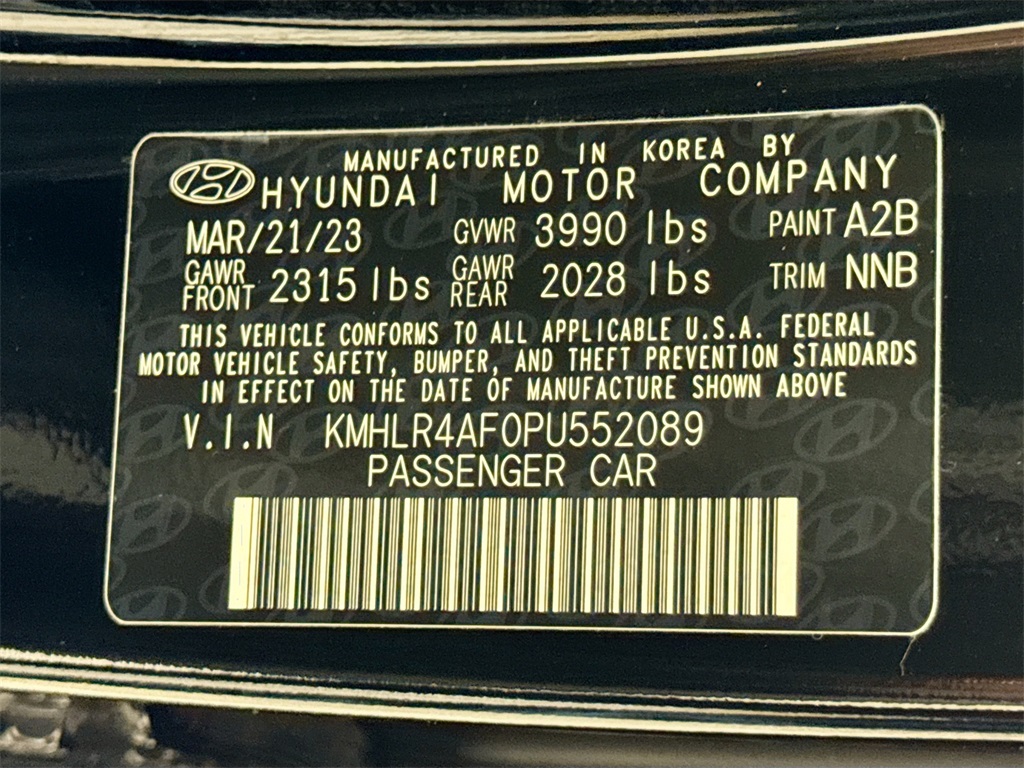 MANUFACTURED IN KOREA BY
HYUNDAI MOTOR COMPANY
MAR/21/23 GVWR 3990 lbs PAINT A2B
GAWR FRONT 2315 lbs GAWR REAR 2028 lbs TRIM NNB
THIS VEHICLE CONFORMS TO ALL APPLICABLE U.S.A. FEDERAL
MOTOR VEHICLE SAFETY, BUMPER, AND THEFT PREVENTION STANDARDS
IN EFFECT ON THE DATE OF MANUFACTURE SHOWN ABOVE
V.I.N KMHLR4AF0PU552089
PASSENGER CAR